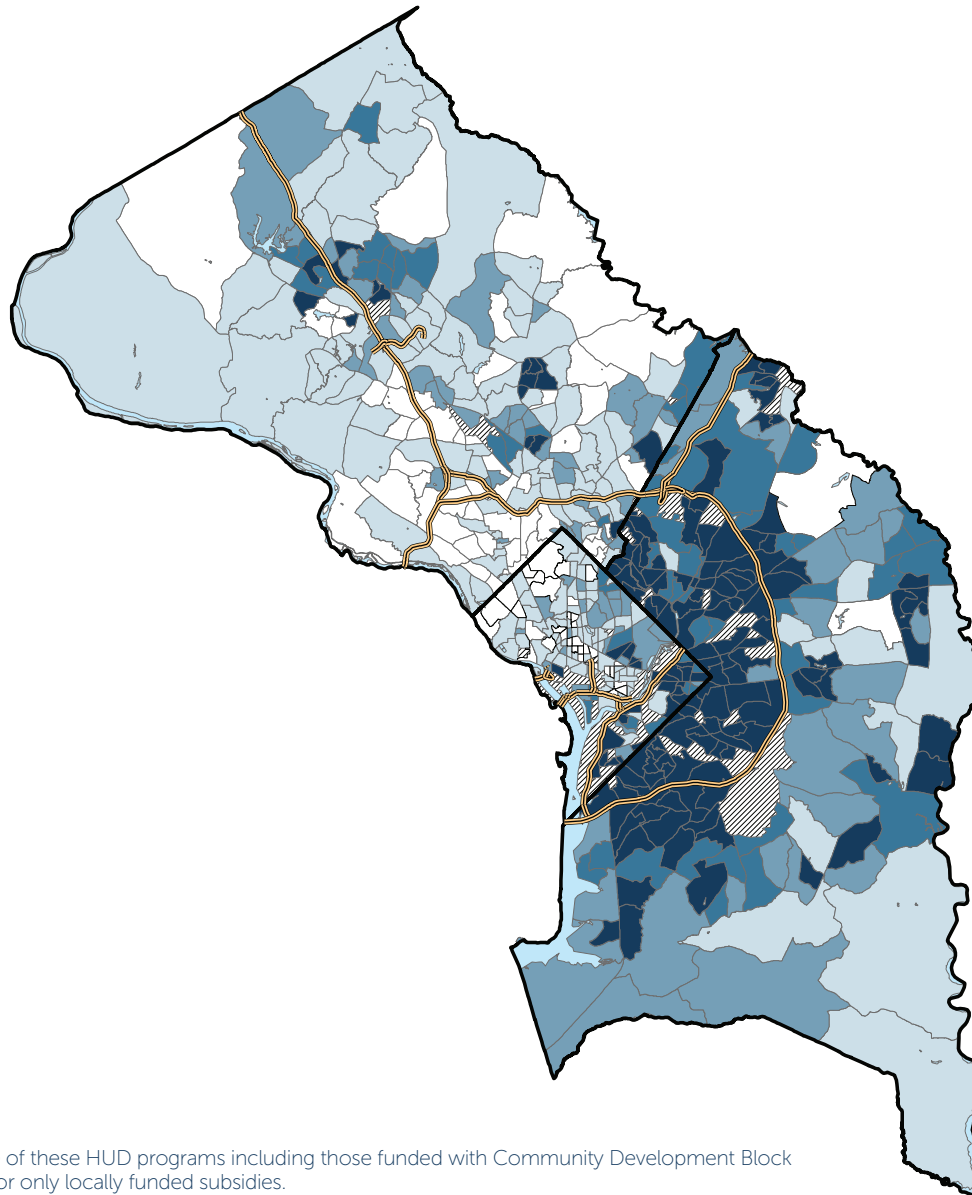 of these HUD programs including those funded with Community Development Block
or only locally funded subsidies.